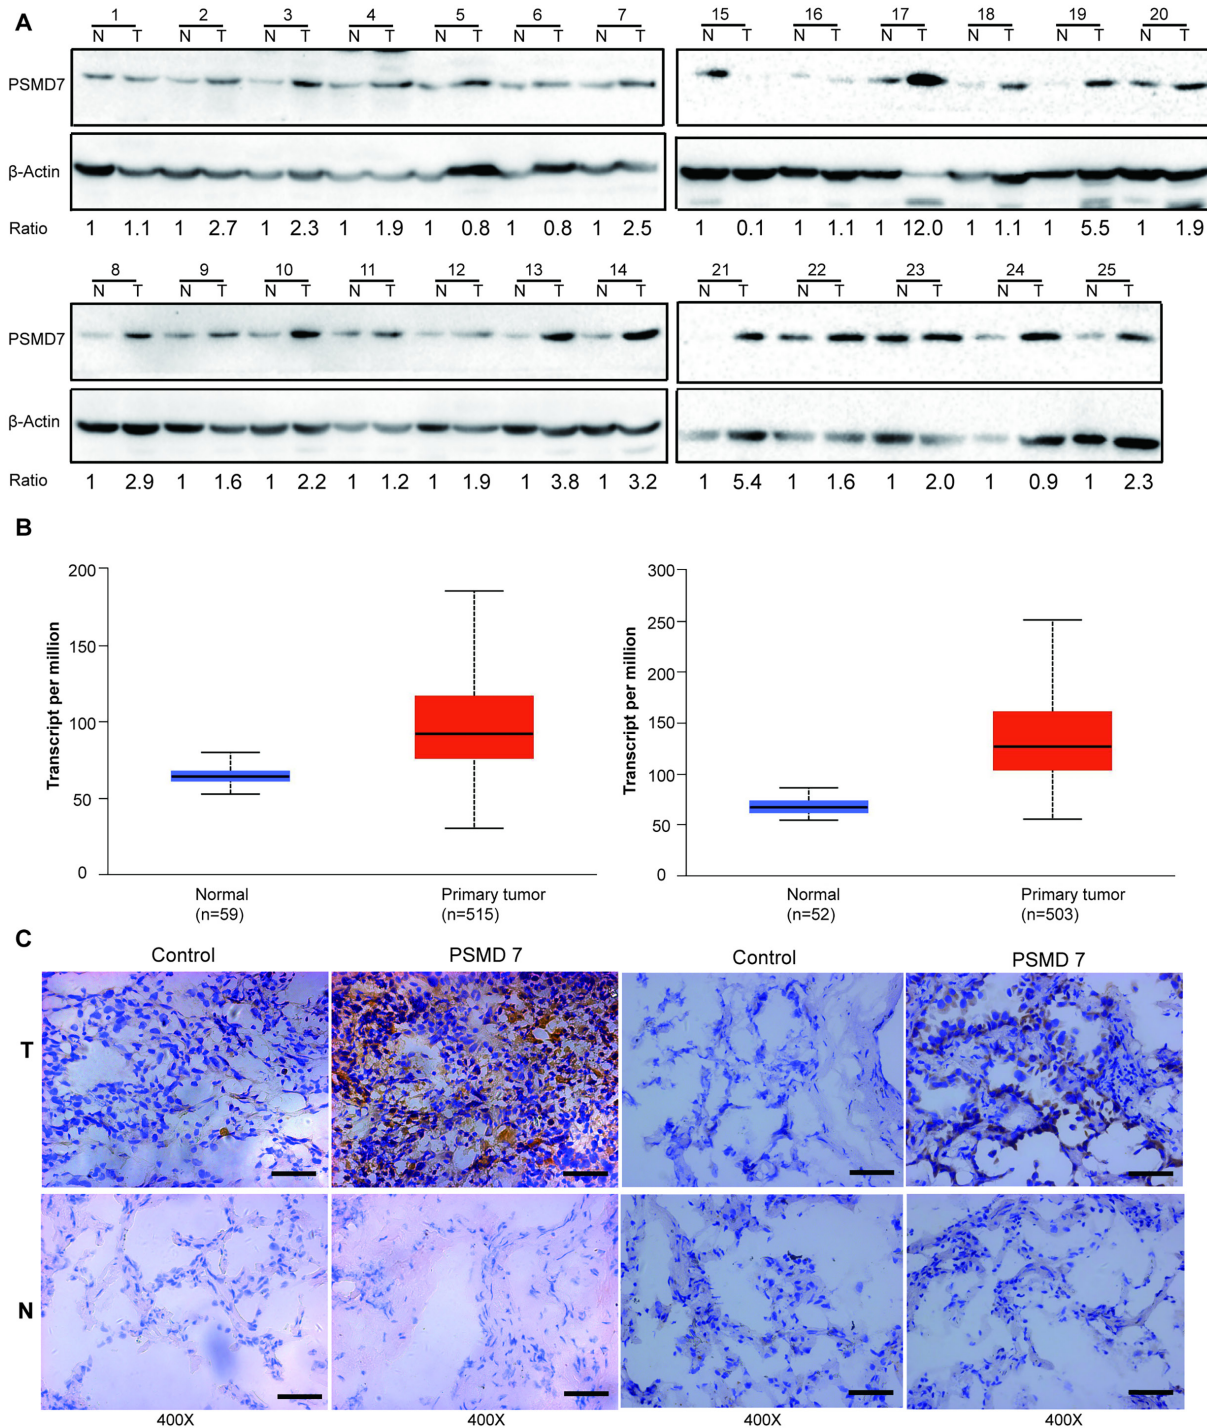 A
1 2 3 4 5 6 7 15 16 17 18 19 20
N T N T N T N T N T N T N T N T N T N T N T N T N T
PSMD7
β-Actin
Ratio 1 1.1 1 2.7 1 2.3 1 1.9 1 0.8 1 0.8 1 2.5 1 0.1 1 1.1 1 12.0 1 1.1 1 5.5 1 1.9
8 9 10 11 12 13 14 21 22 23 24 25
N T N T N T N T N T N T N T N T N T N T N T N T
PSMD7
β-Actin
Ratio 1 2.9 1 1.6 1 2.2 1 1.2 1 1.9 1 3.8 1 3.2 1 5.4 1 1.6 1 2.0 1 0.9 1 2.3
B
Transcript per million
200
150
100
50
0
Normal
(n=59)
Primary tumor
(n=515)
Transcript per million
300
250
200
150
100
50
0
Normal
(n=52)
Primary tumor
(n=503)
C
Control PSMD 7 Control PSMD 7
T
N
400X 400X 400X 400X